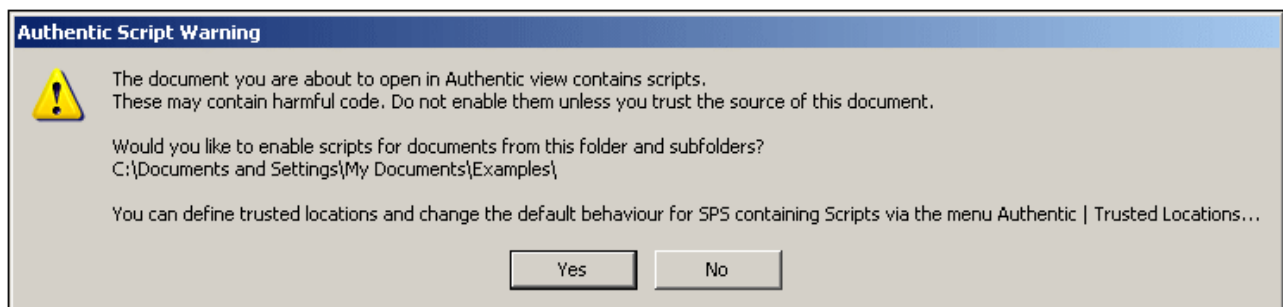 Authentic Script Warning
The document you are about to open in Authentic view contains scripts.
These may contain harmful code. Do not enable them unless you trust the source of this document.
Would you like to enable scripts for documents from this folder and subfolders?
C:\Documents and Settings\My Documents\Examples\
You can define trusted locations and change the default behaviour for SPS containing Scripts via the menu Authentic | Trusted Locations...
Yes
No